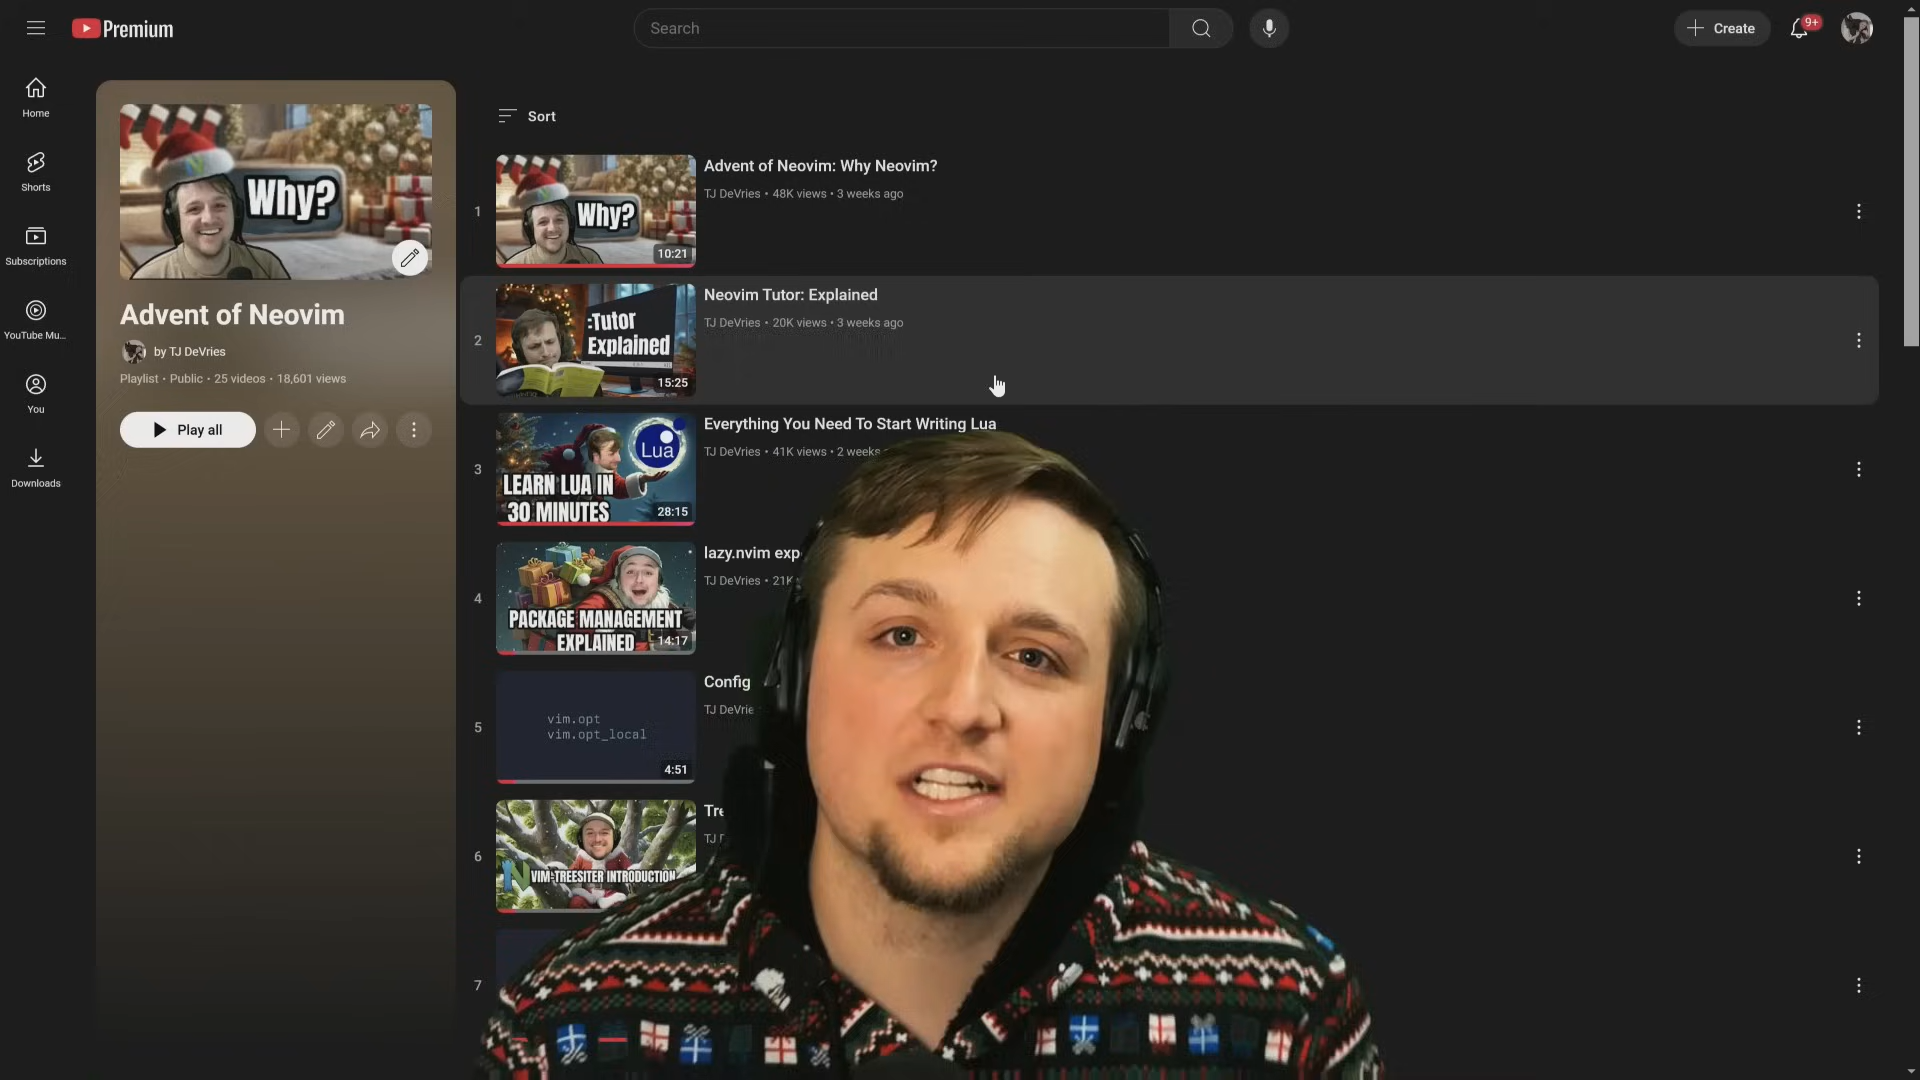 Premium
Search
Create
9+
Home
Shorts
Subscriptions
YouTube Mu...
You
Downloads
Why?
Advent of Neovim
by TJ DeVries
Playlist • Public • 25 videos • 18,601 views
Play all
Sort
1
Why?
10:21
Advent of Neovim: Why Neovim?
TJ DeVries • 48K views • 3 weeks ago
2
:Tutor
Explained
15:25
Neovim Tutor: Explained
TJ DeVries • 20K views • 3 weeks ago
3
Lua
LEARN LUA IN
30 MINUTES
28:15
Everything You Need To Start Writing Lua
TJ DeVries • 41K views • 2 weeks
4
PACKAGE MANAGEMENT
EXPLAINED
14:17
lazy.nvim exp
TJ DeVries • 21K
5
vim.opt
vim.opt_local
4:51
Config
TJ DeVrie
6
VIM-TREESITER INTRODUCTION
Tre
TJ
7